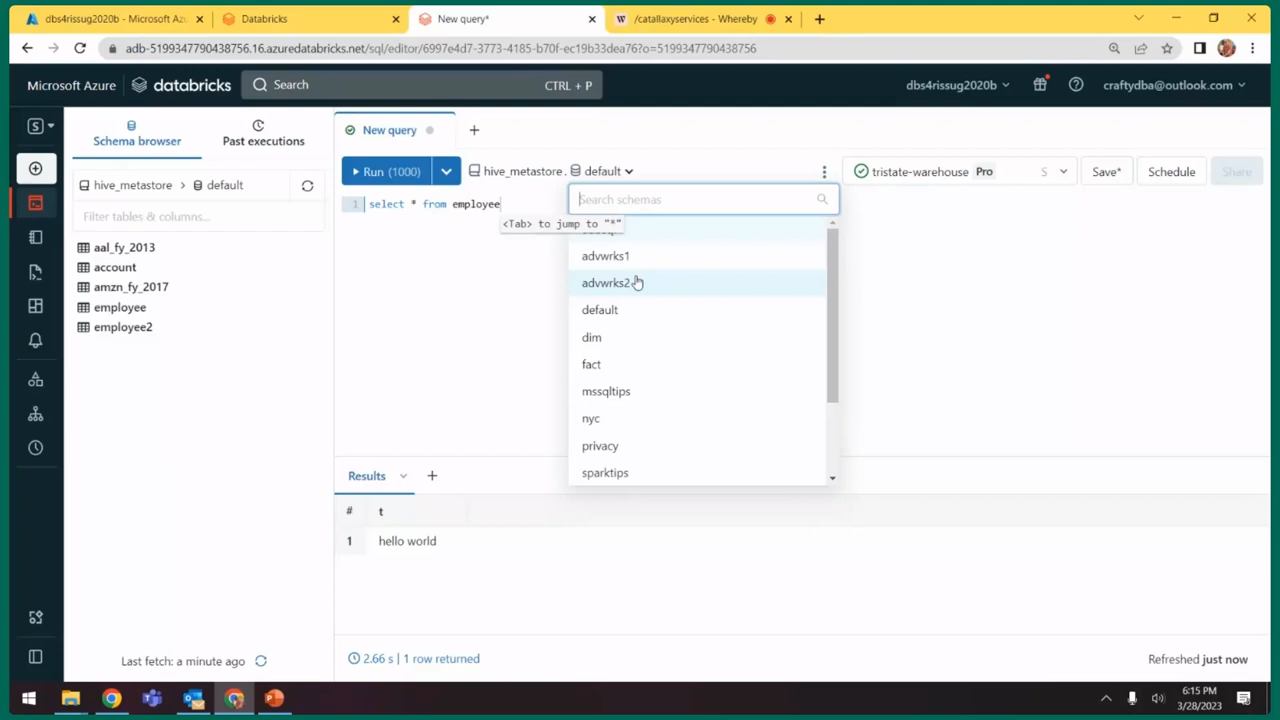 dbs4rissug2020b - Microsoft Azu
Databricks
New query*
/catallaxyservices - Whereby
adb-5199347790438756.16.azuredatabricks.net/sql/editor/6997e4d7-3773-4185-b70f-ec19b33dea76?o=5199347790438756
Microsoft Azure
databricks
Search
CTRL + P
dbs4rissug2020b
craftydba@outlook.com
S
Schema browser
Past executions
New query
Run (1000)
hive_metastore . default
tristate-warehouse Pro
S
Save*
Schedule
Share
hive_metastore > default
Filter tables & columns...
aal_fy_2013
account
amzn_fy_2017
employee
employee2
1 select * from employee
<Tab> to jump to "*"
Search schemas
advwrks1
advwrks2
default
dim
fact
mssqltips
nyc
privacy
sparktips
Results
# t
1 hello world
Last fetch: a minute ago
2.66 s | 1 row returned
Refreshed just now
6:15 PM
3/28/2023